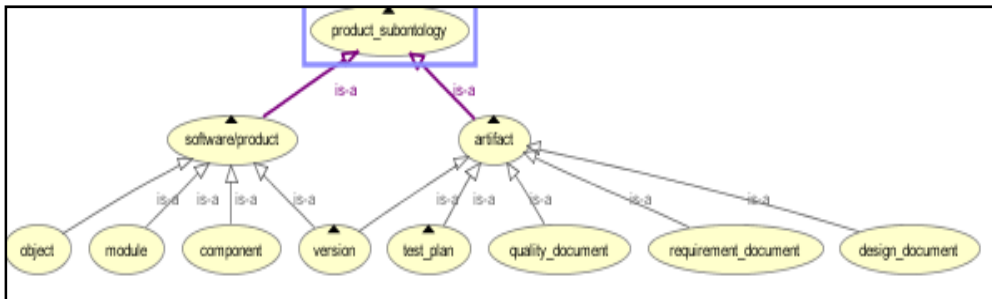 product_subontology
is-a
is-a
software/product
artifact
is-a
is-a
is-a
is-a
is-a
is-a
is-a
is-a
is-a
object
module
component
version
test_plan
quality_document
requirement_document
design_document